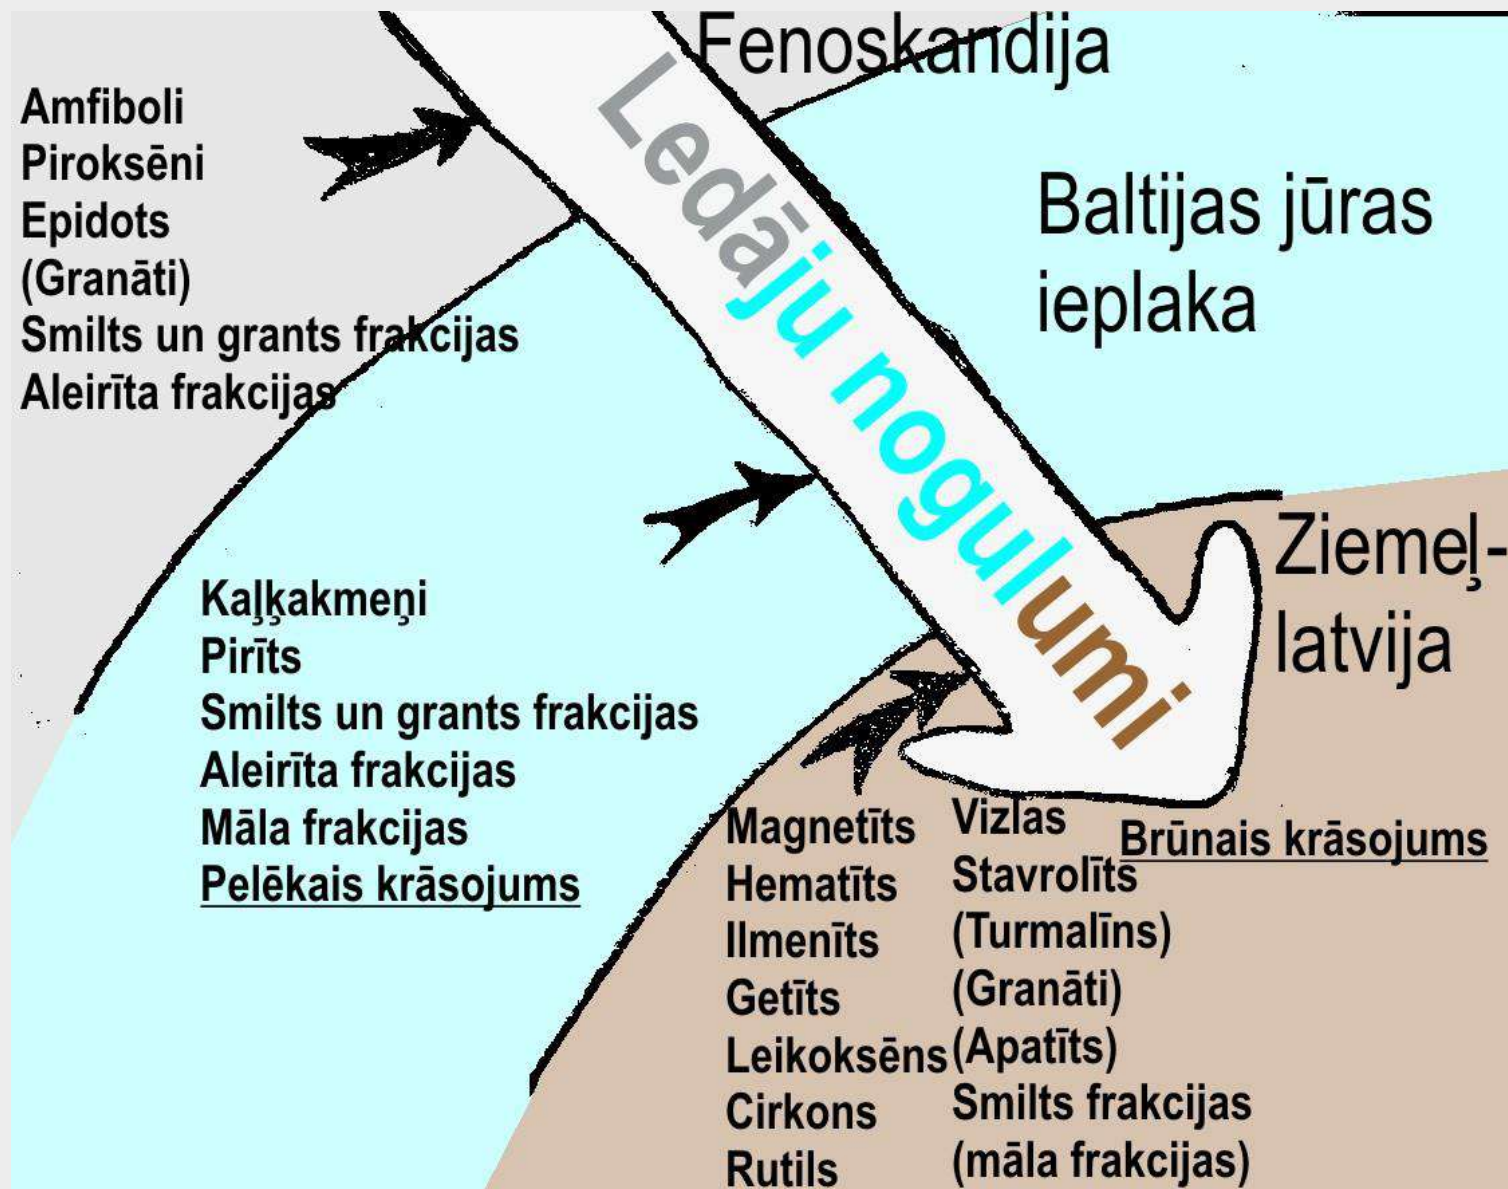 Fenoskandija
Amfiboli
Piroksēni
Epidots
(Granāti)
Smilts un grants frakcijas
Aleirīta frakcijas
Ledāju nogulumi
Baltijas jūras
ieplaka
Kaļķakmeņi
Pirīts
Smilts un grants frakcijas
Aleirīta frakcijas
Māla frakcijas
Pelēkais krāsojums
Ziemeļ-
latvija
Magnetīts
Hematīts
Ilmenīts
Getīts
Leikoksēns
Cirkons
Rutils
Vizlas
Stavrolīts
(Turmalīns)
(Granāti)
(Apatīts)
Smilts frakcijas
(māla frakcijas)
Brūnais krāsojums